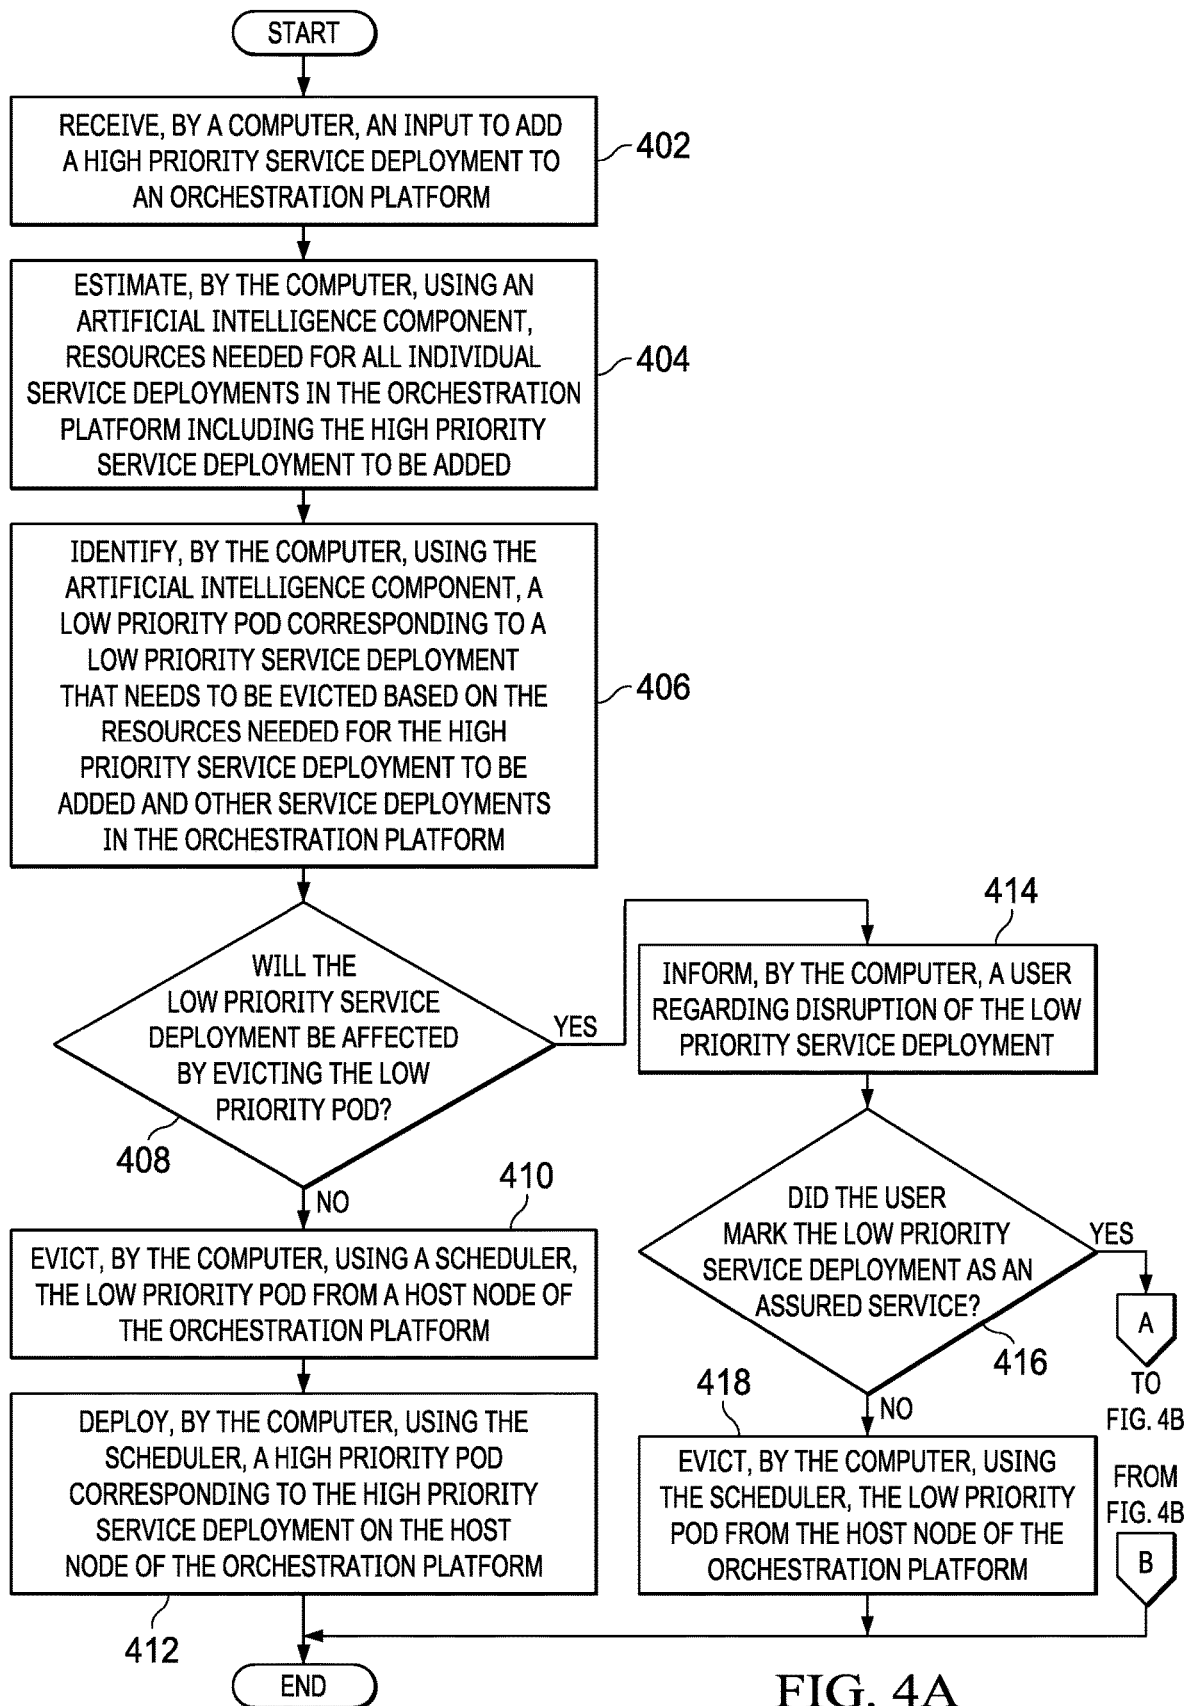 START
RECEIVE, BY A COMPUTER, AN INPUT TO ADD
A HIGH PRIORITY SERVICE DEPLOYMENT TO
AN ORCHESTRATION PLATFORM
402
ESTIMATE, BY THE COMPUTER, USING AN
ARTIFICIAL INTELLIGENCE COMPONENT,
RESOURCES NEEDED FOR ALL INDIVIDUAL
SERVICE DEPLOYMENTS IN THE ORCHESTRATION
PLATFORM INCLUDING THE HIGH PRIORITY
SERVICE DEPLOYMENT TO BE ADDED
404
IDENTIFY, BY THE COMPUTER, USING THE
ARTIFICIAL INTELLIGENCE COMPONENT, A
LOW PRIORITY POD CORRESPONDING TO A
LOW PRIORITY SERVICE DEPLOYMENT
THAT NEEDS TO BE EVICTED BASED ON THE
RESOURCES NEEDED FOR THE HIGH
PRIORITY SERVICE DEPLOYMENT TO BE
ADDED AND OTHER SERVICE DEPLOYMENTS
IN THE ORCHESTRATION PLATFORM
406
WILL THE
LOW PRIORITY SERVICE
DEPLOYMENT BE AFFECTED
BY EVICTING THE LOW
PRIORITY POD?
408
YES
NO
410
EVICT, BY THE COMPUTER, USING A SCHEDULER,
THE LOW PRIORITY POD FROM A HOST NODE OF
THE ORCHESTRATION PLATFORM
DEPLOY, BY THE COMPUTER, USING THE
SCHEDULER, A HIGH PRIORITY POD
CORRESPONDING TO THE HIGH PRIORITY
SERVICE DEPLOYMENT ON THE HOST
NODE OF THE ORCHESTRATION PLATFORM
412
414
INFORM, BY THE COMPUTER, A USER
REGARDING DISRUPTION OF THE LOW
PRIORITY SERVICE DEPLOYMENT
DID THE USER
MARK THE LOW PRIORITY
SERVICE DEPLOYMENT AS AN
ASSURED SERVICE?
416
YES
A
TO
FIG. 4B
NO
418
EVICT, BY THE COMPUTER, USING
THE SCHEDULER, THE LOW PRIORITY
POD FROM THE HOST NODE OF THE
ORCHESTRATION PLATFORM
FROM
FIG. 4B
B
END
FIG. 4A